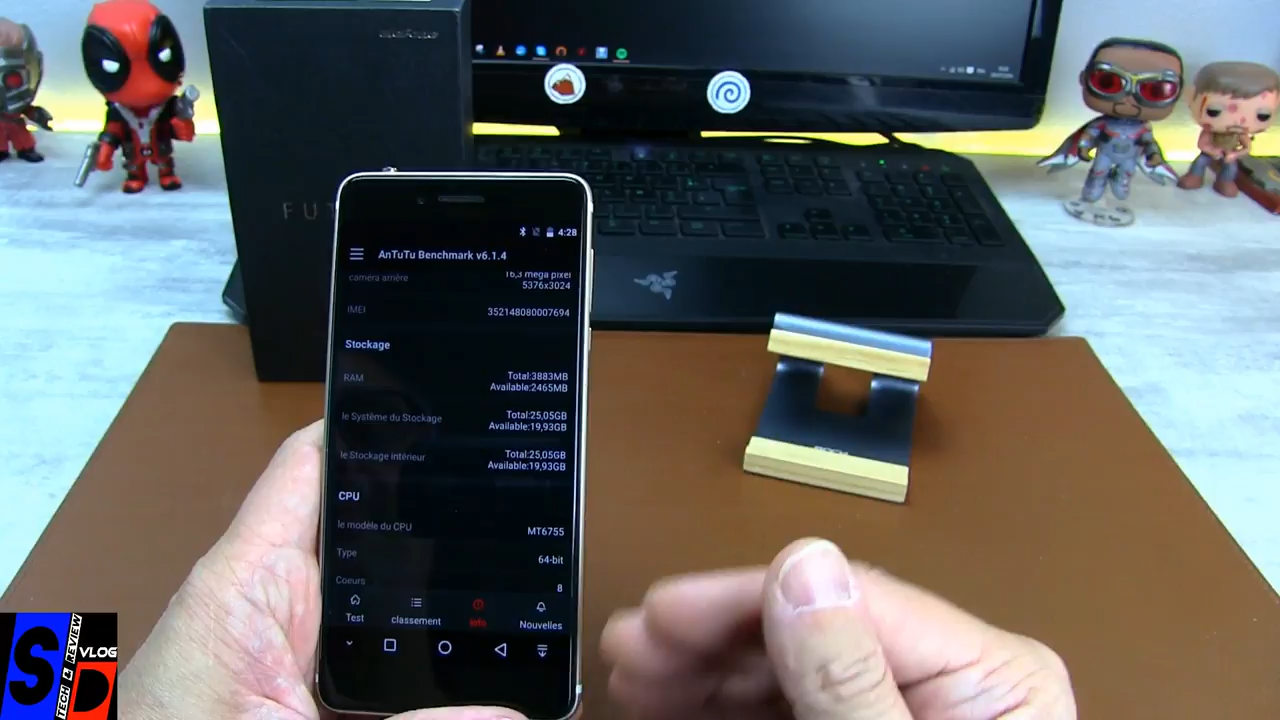 FUT
4:28
AnTuTu Benchmark v6.1.4
caméra arrière
16,3 mega pixel
5376x3024
IMEI
352148080007694
Stockage
RAM
Total:3883MB
Available:2465MB
le Système du Stockage
Total:25,05GB
Available:19,93GB
le Stockage intérieur
Total:25,05GB
Available:19,93GB
CPU
le modèle du CPU
MT6755
Type
64-bit
Coeurs
8
Test
classement
info
Nouvelles
SD
TECH & REVIEW
VLOG